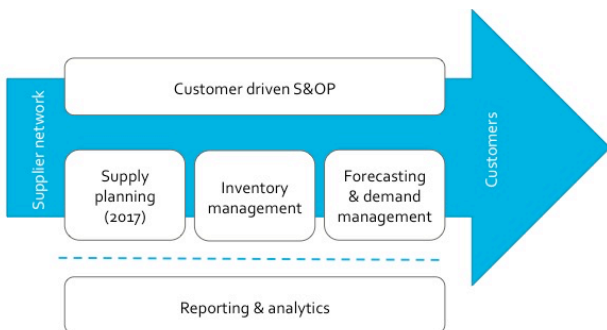 Customer driven S&OP
Supplier network
Supply
planning
(2017)
Inventory
management
Forecasting
& demand
management
Customers
Reporting & analytics